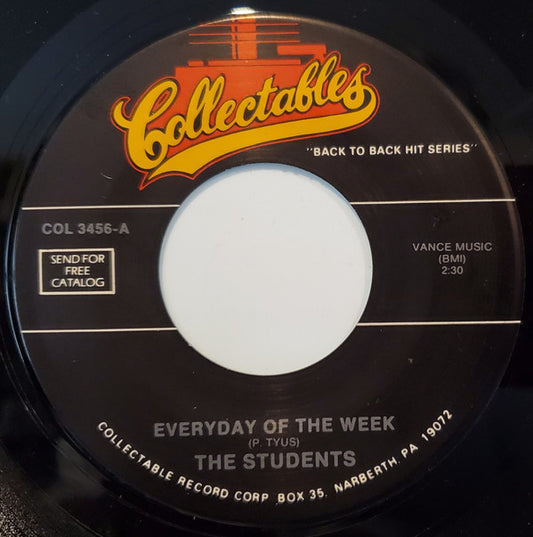 Collectables
"BACK TO BACK HIT SERIES"
COL 3456-A
SEND FOR
FREE
CATALOG
VANCE MUSIC
(BMI)
2:30
EVERYDAY OF THE WEEK
(P. TYUS)
THE STUDENTS
COLLECTABLE RECORD CORP BOX 35, NARBERTH, PA 19072